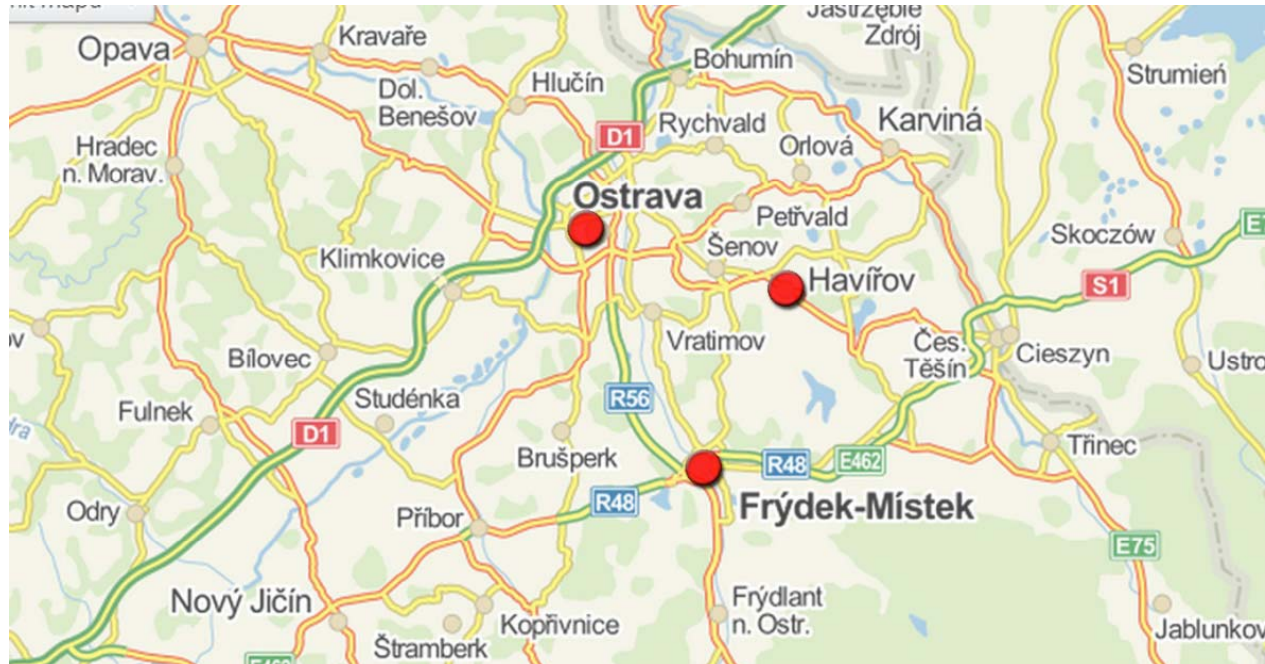 mapu
Jastrzębie
Zdrój
Opava
Kravaře
Bohumín
Strumień
Dol.
Benešov
Hlučín
D1
Rychvald
Karviná
Orlová
Hradec
n. Morav.
Ostrava
Petřvald
Šenov
Skoczów
Klimkovice
Havířov
S1
Vratimov
Čes.
Těšín
Cieszyn
Bílovec
Studénka
R56
Fulnek
D1
Třinec
Brušperk
R48
E462
R48
Frýdek-Místek
Odry
Příbor
E75
Nový Jičín
Kopřivnice
Frýdlant
n. Ostr.
Štramberk
Jablunkov